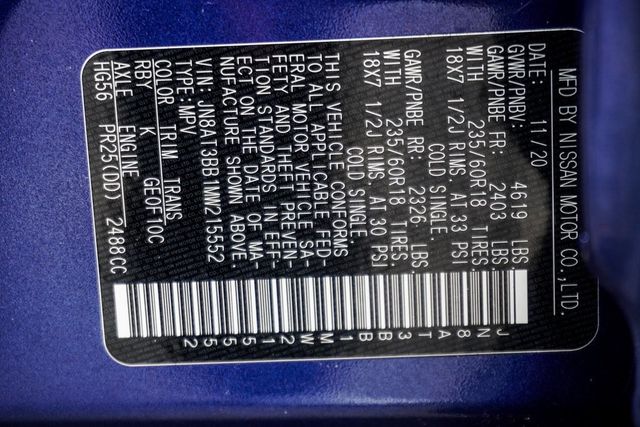 MFD BY NISSAN MOTOR CO.,LTD.
DATE: 11/20
GVWR/PNBV: 4619 LBS
GAWR/PNBE FR: 2403 LBS
WITH 235/60R18 TIRES
18X7 1/2J RIMS, AT 33 PSI
COLD SINGLE.
GAWR/PNBE RR: 2326 LBS
WITH 235/60R18 TIRES
18X7 1/2J RIMS, AT 30 PSI
COLD SINGLE.
THIS VEHICLE CONFORMS
TO ALL APPLICABLE FED-
ERAL MOTOR VEHICLE SA-
FETY AND THEFT PREVEN-
TION STANDARDS IN EFF-
ECT ON THE DATE OF MA-
NUFACTURE SHOWN ABOVE.
VIN: JN8AT3BB1MW215552
TYPE: MPV
COLOR TRIM TRANS
RBY K GE0F10C
AXLE ENGINE
HG56 PR25(DD) 2488CC
JN8AT3BB1MW215552